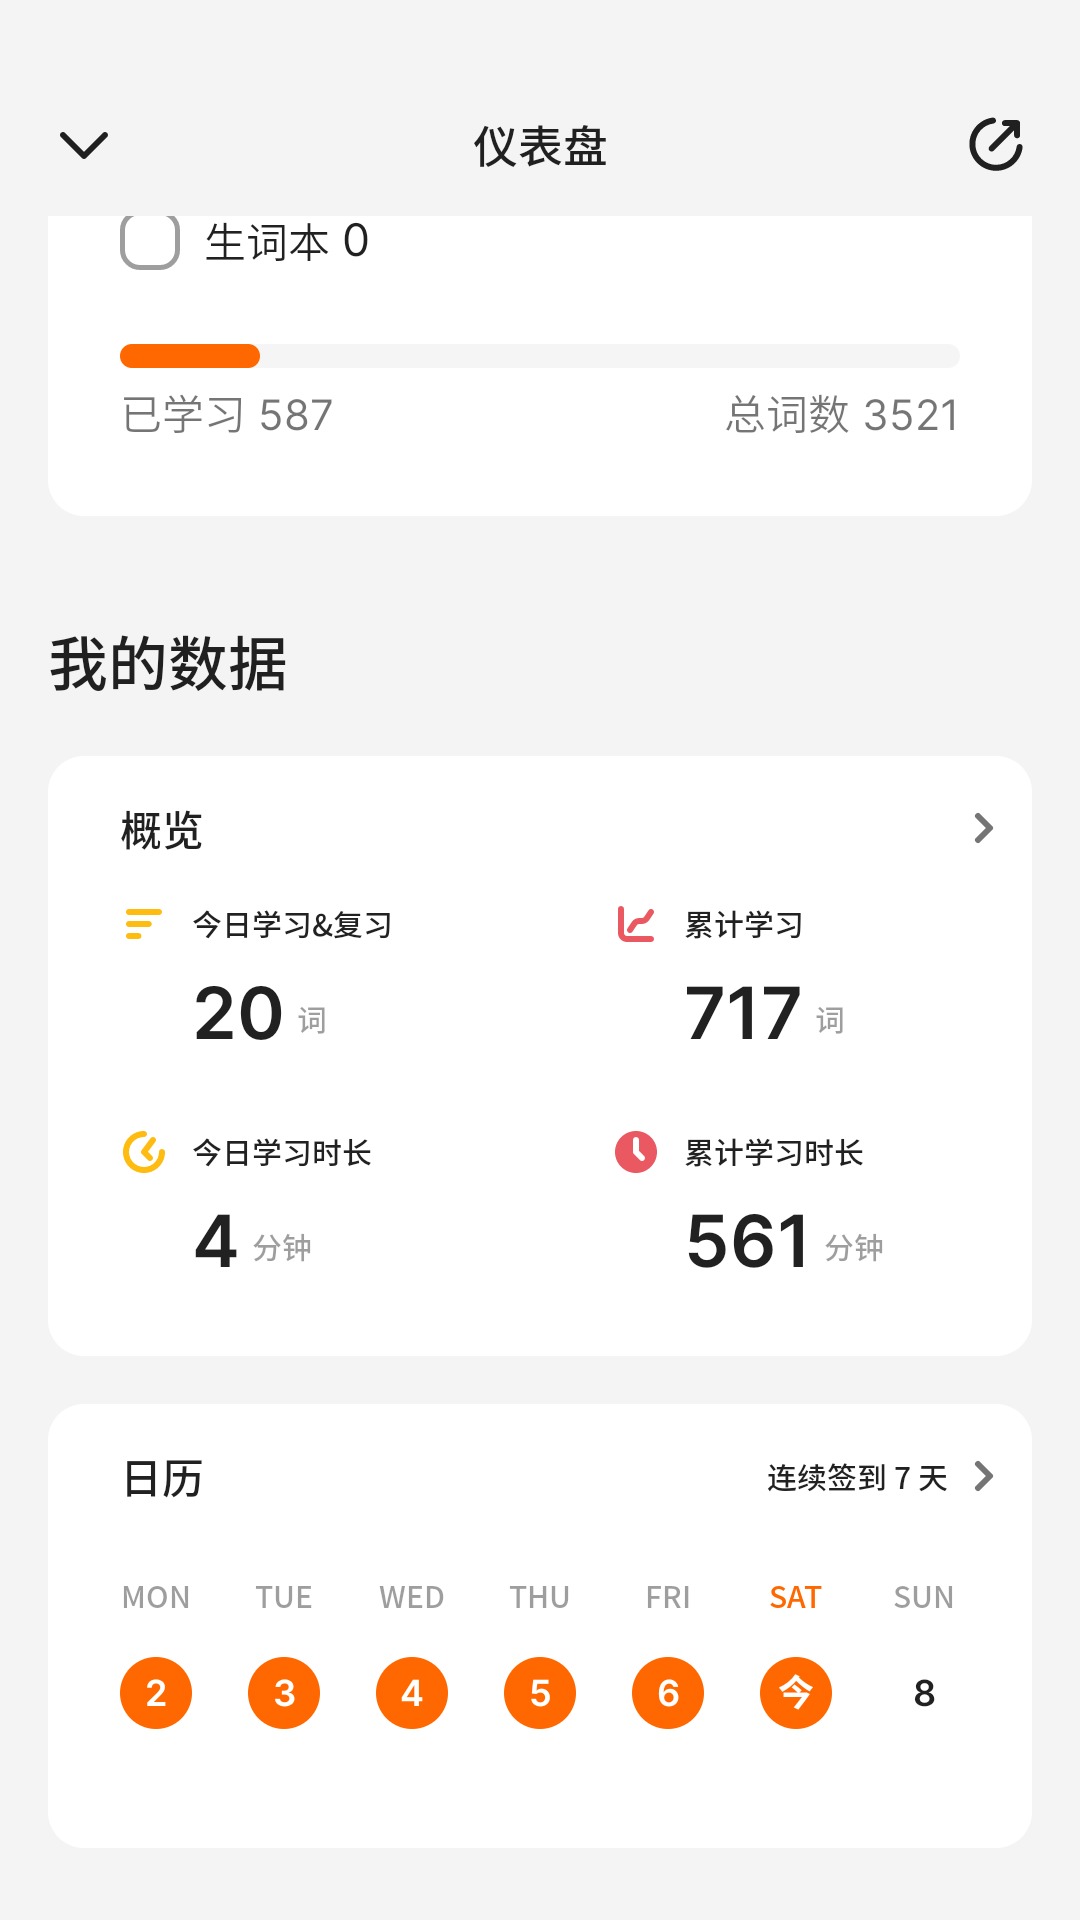 仪表盘
生词本 0
已学习 587
总词数 3521
我的数据
概览
今日学习&复习
20 词
累计学习
717 词
今日学习时长
4 分钟
累计学习时长
561 分钟
日历
连续签到 7 天
MON TUE WED THU FRI SAT SUN
2 3 4 5 6 今 8